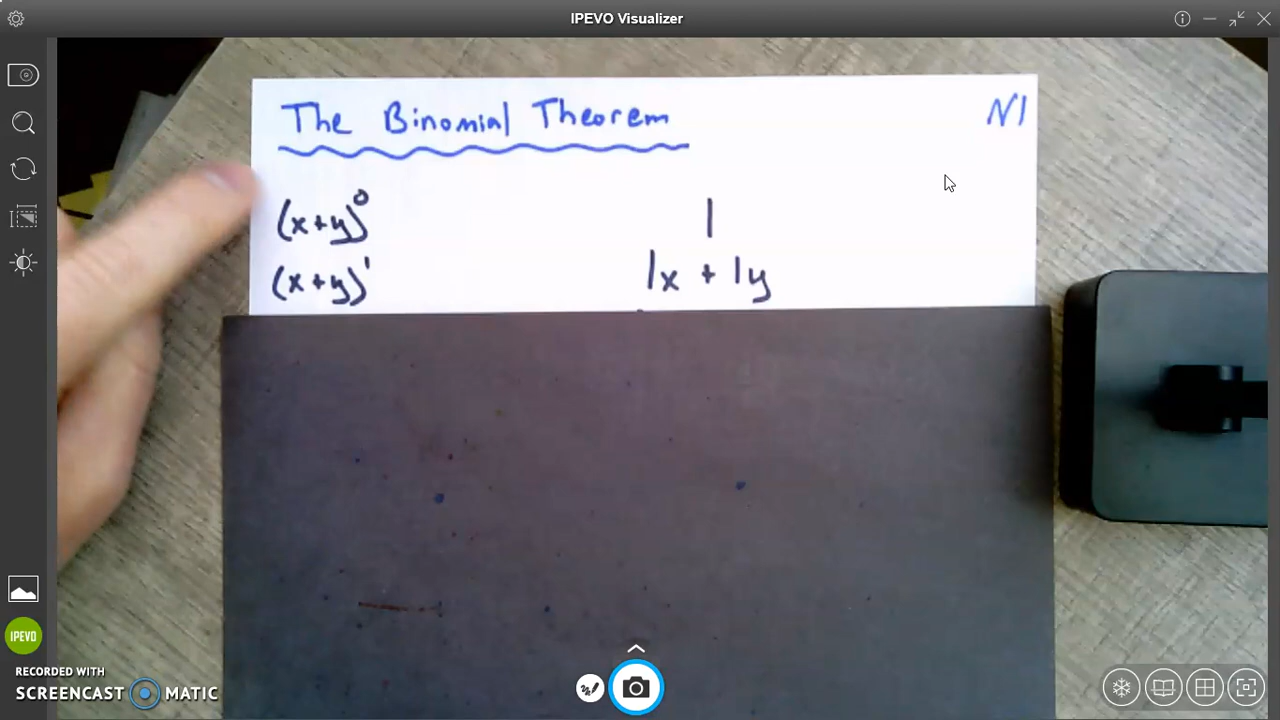 IPEVO Visualizer
The Binomial Theorem N1
(x+y)⁰ 1
(x+y)¹ 1x + 1y
IPEVO
RECORDED WITH
SCREENCAST MATIC